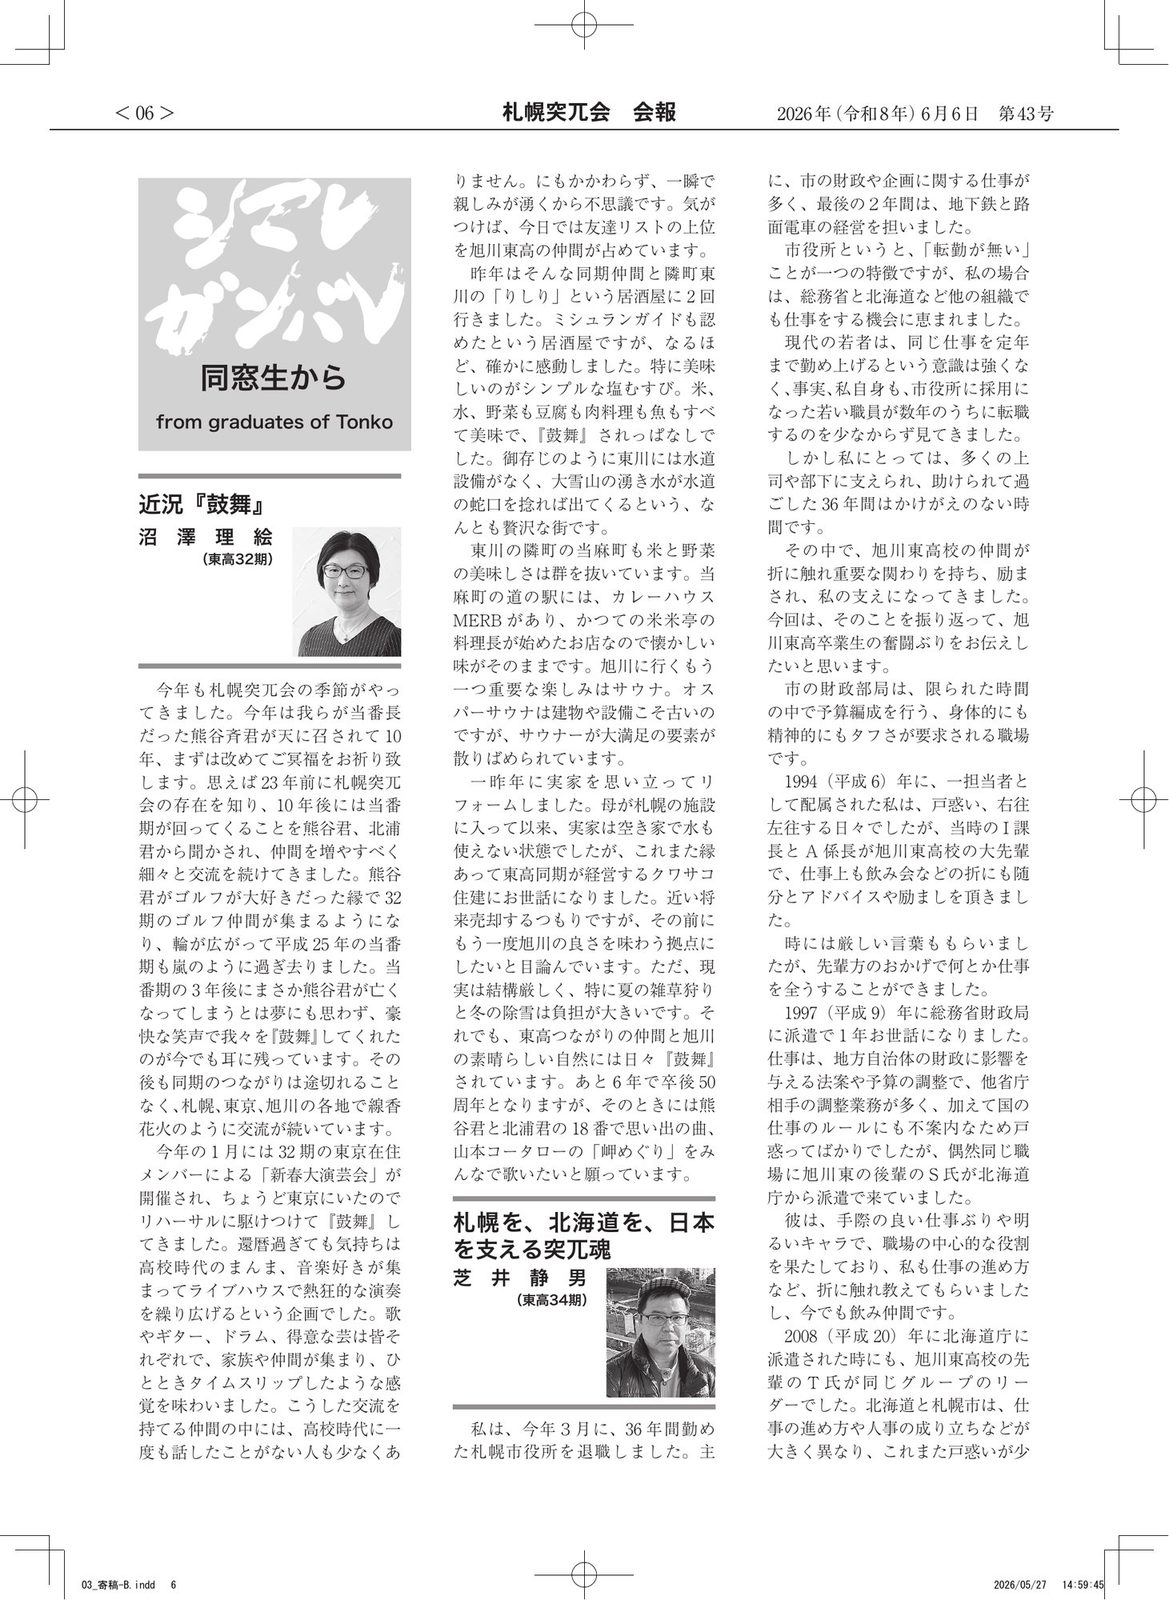 < 06 >
札幌突兀会　会報
2026年（令和8年）6月6日　第43号
シマレ
ガンバレ
同窓生から
from graduates of Tonko
近況『鼓舞』
沼　澤　理　絵
（東高32期）
　今年も札幌突兀会の季節がやっ
てきました。今年は我らが当番長
だった熊谷斉君が天に召されて 10
年、まずは改めてご冥福をお祈り致
します。思えば 23 年前に札幌突兀
会の存在を知り、10 年後には当番
期が回ってくることを熊谷君、北浦
君から聞かされ、仲間を増やすべく
細々と交流を続けてきました。熊谷
君がゴルフが大好きだった縁で 32
期のゴルフ仲間が集まるようにな
り、輪が広がって平成 25 年の当番
期も嵐のように過ぎ去りました。当
番期の３年後にまさか熊谷君が亡く
なってしまうとは夢にも思わず、豪
快な笑声で我々を『鼓舞』してくれた
のが今でも耳に残っています。その
後も同期のつながりは途切れること
なく、札幌、東京、旭川の各地で線香
花火のように交流が続いています。
　今年の１月には 32 期の東京在住
メンバーによる「新春大演芸会」が
開催され、ちょうど東京にいたので
リハーサルに駆けつけて『鼓舞』し
てきました。還暦過ぎても気持ちは
高校時代のまんま、音楽好きが集
まってライブハウスで熱狂的な演奏
を繰り広げるという企画でした。歌
やギター、ドラム、得意な芸は皆そ
れぞれで、家族や仲間が集まり、ひ
とときタイムスリップしたような感
覚を味わいました。こうした交流を
持てる仲間の中には、高校時代に一
度も話したことがない人も少なくあ
りません。にもかかわらず、一瞬で
親しみが湧くから不思議です。気が
つけば、今日では友達リストの上位
を旭川東高の仲間が占めています。
　昨年はそんな同期仲間と隣町東
川の「りしり」という居酒屋に２回
行きました。ミシュランガイドも認
めたという居酒屋ですが、なるほ
ど、確かに感動しました。特に美味
しいのがシンプルな塩むすび。米、
水、野菜も豆腐も肉料理も魚もすべ
て美味で、『鼓舞』されっぱなしで
した。御存じのように東川には水道
設備がなく、大雪山の湧き水が水道
の蛇口を捻れば出てくるという、な
んとも贅沢な街です。
　東川の隣町の当麻町も米と野菜
の美味しさは群を抜いています。当
麻町の道の駅には、カレーハウス
MERB があり、かつての米米亭の
料理長が始めたお店なので懐かしい
味がそのままです。旭川に行くもう
一つ重要な楽しみはサウナ。オス
パーサウナは建物や設備こそ古いの
ですが、サウナーが大満足の要素が
散りばめられています。
　一昨年に実家を思い立ってリ
フォームしました。母が札幌の施設
に入って以来、実家は空き家で水も
使えない状態でしたが、これまた縁
あって東高同期が経営するクワサコ
住建にお世話になりました。近い将
来売却するつもりですが、その前に
もう一度旭川の良さを味わう拠点に
したいと目論んでいます。ただ、現
実は結構厳しく、特に夏の雑草狩り
と冬の除雪は負担が大きいです。そ
れでも、東高つながりの仲間と旭川
の素晴らしい自然には日々『鼓舞』
されています。あと６年で卒後 50
周年となりますが、そのときには熊
谷君と北浦君の 18 番で思い出の曲、
山本コータローの「岬めぐり」をみ
んなで歌いたいと願っています。
札幌を、北海道を、日本
を支える突兀魂
芝　井　静　男
（東高34期）
　私は、今年３月に、36 年間勤め
た札幌市役所を退職しました。主
に、市の財政や企画に関する仕事が
多く、最後の２年間は、地下鉄と路
面電車の経営を担いました。
　市役所というと、「転勤が無い」
ことが一つの特徴ですが、私の場合
は、総務省と北海道など他の組織で
も仕事をする機会に恵まれました。
　現代の若者は、同じ仕事を定年
まで勤め上げるという意識は強くな
く、事実、私自身も、市役所に採用に
なった若い職員が数年のうちに転職
するのを少なからず見てきました。
　しかし私にとっては、多くの上
司や部下に支えられ、助けられて過
ごした 36 年間はかけがえのない時
間です。
　その中で、旭川東高校の仲間が
折に触れ重要な関わりを持ち、励ま
され、私の支えになってきました。
今回は、そのことを振り返って、旭
川東高卒業生の奮闘ぶりをお伝えし
たいと思います。
　市の財政部局は、限られた時間
の中で予算編成を行う、身体的にも
精神的にもタフさが要求される職場
です。
　1994（平成６）年に、一担当者と
して配属された私は、戸惑い、右往
左往する日々でしたが、当時のＩ課
長とＡ係長が旭川東高校の大先輩
で、仕事上も飲み会などの折にも随
分とアドバイスや励ましを頂きまし
た。
　時には厳しい言葉ももらいまし
たが、先輩方のおかげで何とか仕事
を全うすることができました。
　1997（平成９）年に総務省財政局
に派遣で１年お世話になりました。
仕事は、地方自治体の財政に影響を
与える法案や予算の調整で、他省庁
相手の調整業務が多く、加えて国の
仕事のルールにも不案内なため戸
惑ってばかりでしたが、偶然同じ職
場に旭川東の後輩のＳ氏が北海道
庁から派遣で来ていました。
　彼は、手際の良い仕事ぶりや明
るいキャラで、職場の中心的な役割
を果たしており、私も仕事の進め方
など、折に触れ教えてもらいました
し、今でも飲み仲間です。
　2008（平成 20）年に北海道庁に
派遣された時にも、旭川東高校の先
輩のＴ氏が同じグループのリー
ダーでした。北海道と札幌市は、仕
事の進め方や人事の成り立ちなどが
大きく異なり、これまた戸惑いが少
03_寄稿-B.indd　6
2026/05/27　14:59:45